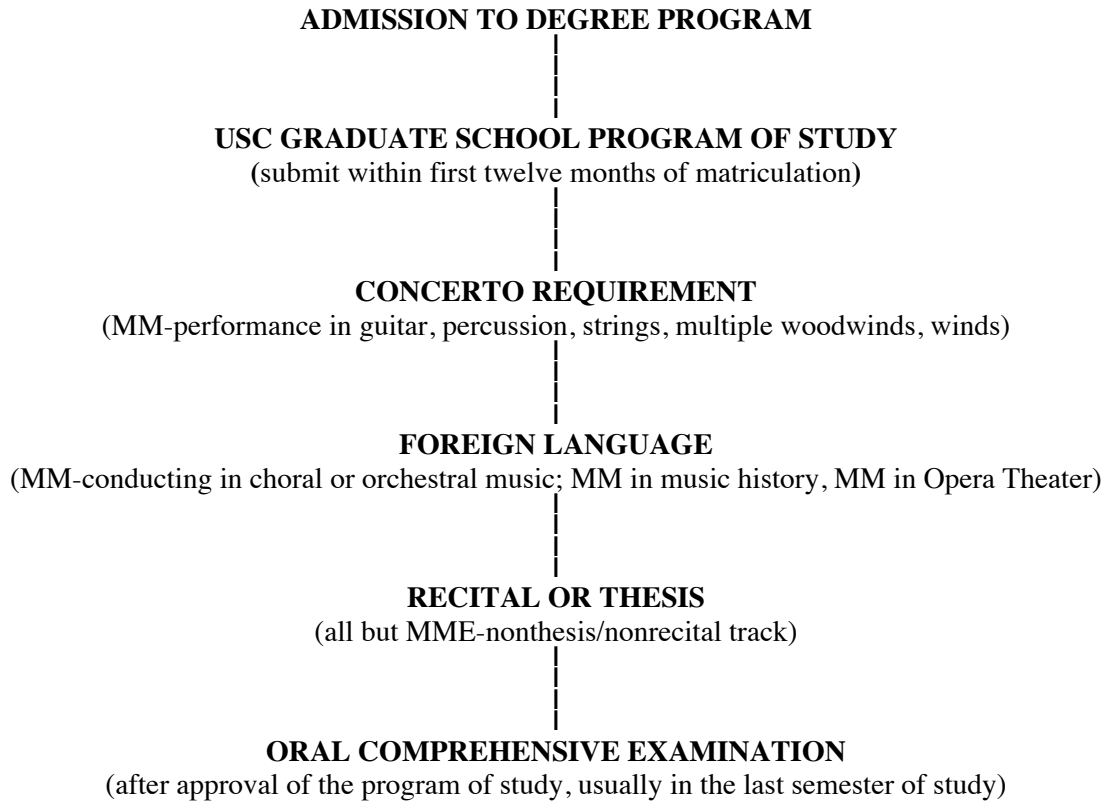 ADMISSION TO DEGREE PROGRAM
USC GRADUATE SCHOOL PROGRAM OF STUDY
(submit within first twelve months of matriculation)
CONCERTO REQUIREMENT
(MM-performance in guitar, percussion, strings, multiple woodwinds, winds)
FOREIGN LANGUAGE
(MM-conducting in choral or orchestral music; MM in music history, MM in Opera Theater)
RECITAL OR THESIS
(all but MME-nonthesis/nonrecital track)
ORAL COMPREHENSIVE EXAMINATION
(after approval of the program of study, usually in the last semester of study)